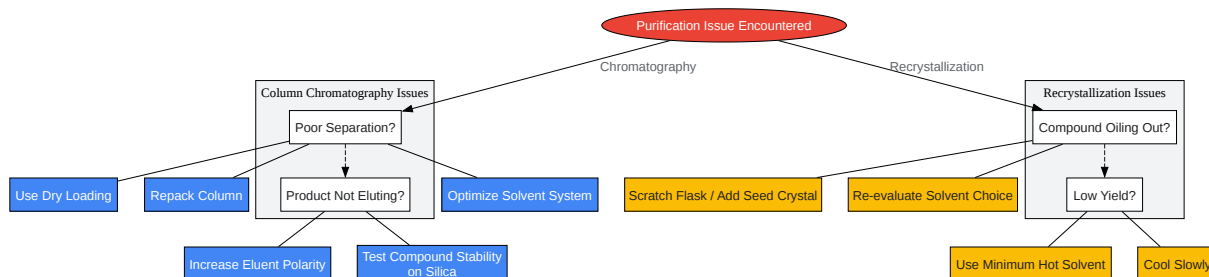 Purification Issue Encountered
Chromatography
Recrystallization
Column Chromatography Issues
Recrystallization Issues
Poor Separation?
Compound Oiling Out?
Use Dry Loading
Repack Column
Product Not Eluting?
Optimize Solvent System
Scratch Flask / Add Seed Crystal
Re-evaluate Solvent Choice
Low Yield?
Increase Eluent Polarity
Test Compound Stability
on Silica
Use Minimum Hot Solvent
Cool Slowly